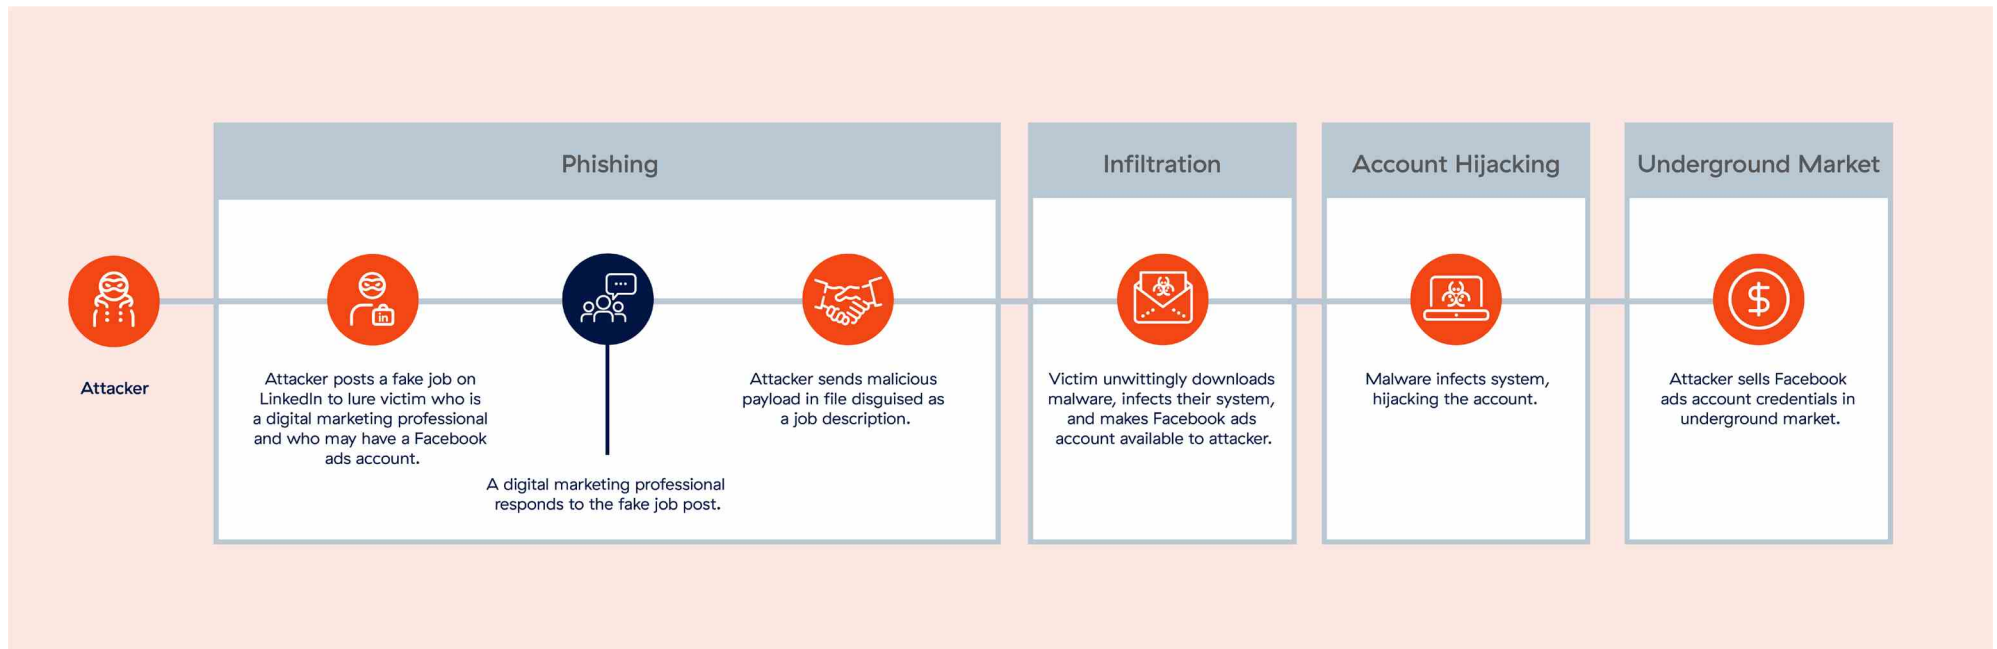 Phishing
Infiltration
Account Hijacking
Underground Market
Attacker
in
Attacker posts a fake job on
LinkedIn to lure victim who is
a digital marketing professional
and who may have a Facebook
ads account.
...
A digital marketing professional
responds to the fake job post.
Attacker sends malicious
payload in file disguised as
a job description.
Victim unwittingly downloads
malware, infects their system,
and makes Facebook ads
account available to attacker.
Malware infects system,
hijacking the account.
$
Attacker sells Facebook
ads account credentials in
underground market.